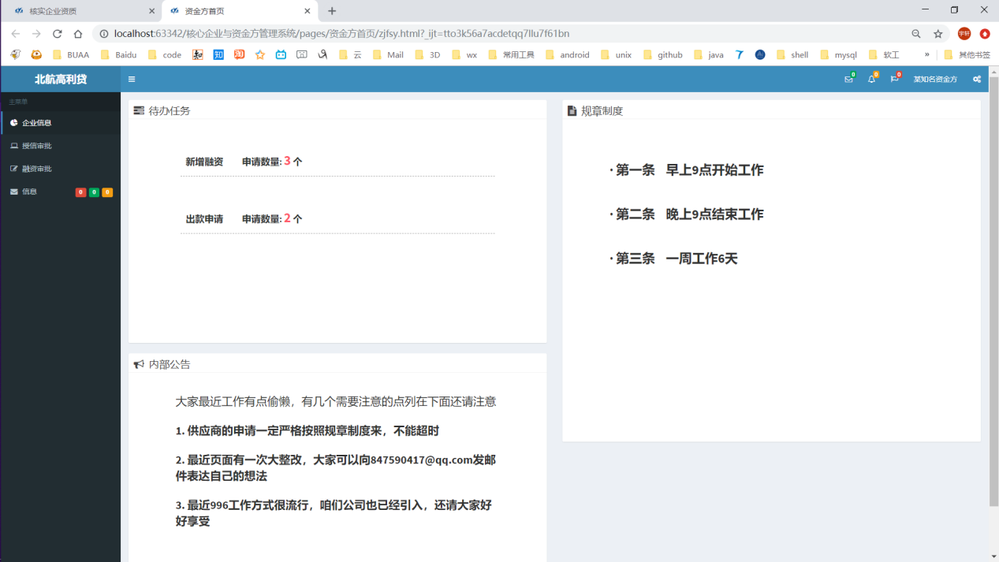 核实企业资质
资金方首页
localhost:63342/核心企业与资金方管理系统/pages/资金方首页/zjfsy.html?_ijt=tto3k56a7acdetqq7llu7f61bn
宇轩
BUAA Baidu code 知 淘 云 Mail 3D wx 常用工具 android unix github java shell mysql 软工 » 其他书签
北航高利贷
0 0 0 某知名资金方
主菜单
企业信息
授信审批
融资审批
信息 0 0 0
待办任务
新增融资 申请数量: 3 个
出款申请 申请数量: 2 个
内部公告
大家最近工作有点偷懒，有几个需要注意的点列在下面还请注意
1. 供应商的申请一定严格按照规章制度来，不能超时
2. 最近页面有一次大整改，大家可以向847590417@qq.com发邮
件表达自己的想法
3. 最近996工作方式很流行，咱们公司也已经引入，还请大家好
好享受
规章制度
· 第一条 早上9点开始工作
· 第二条 晚上9点结束工作
· 第三条 一周工作6天